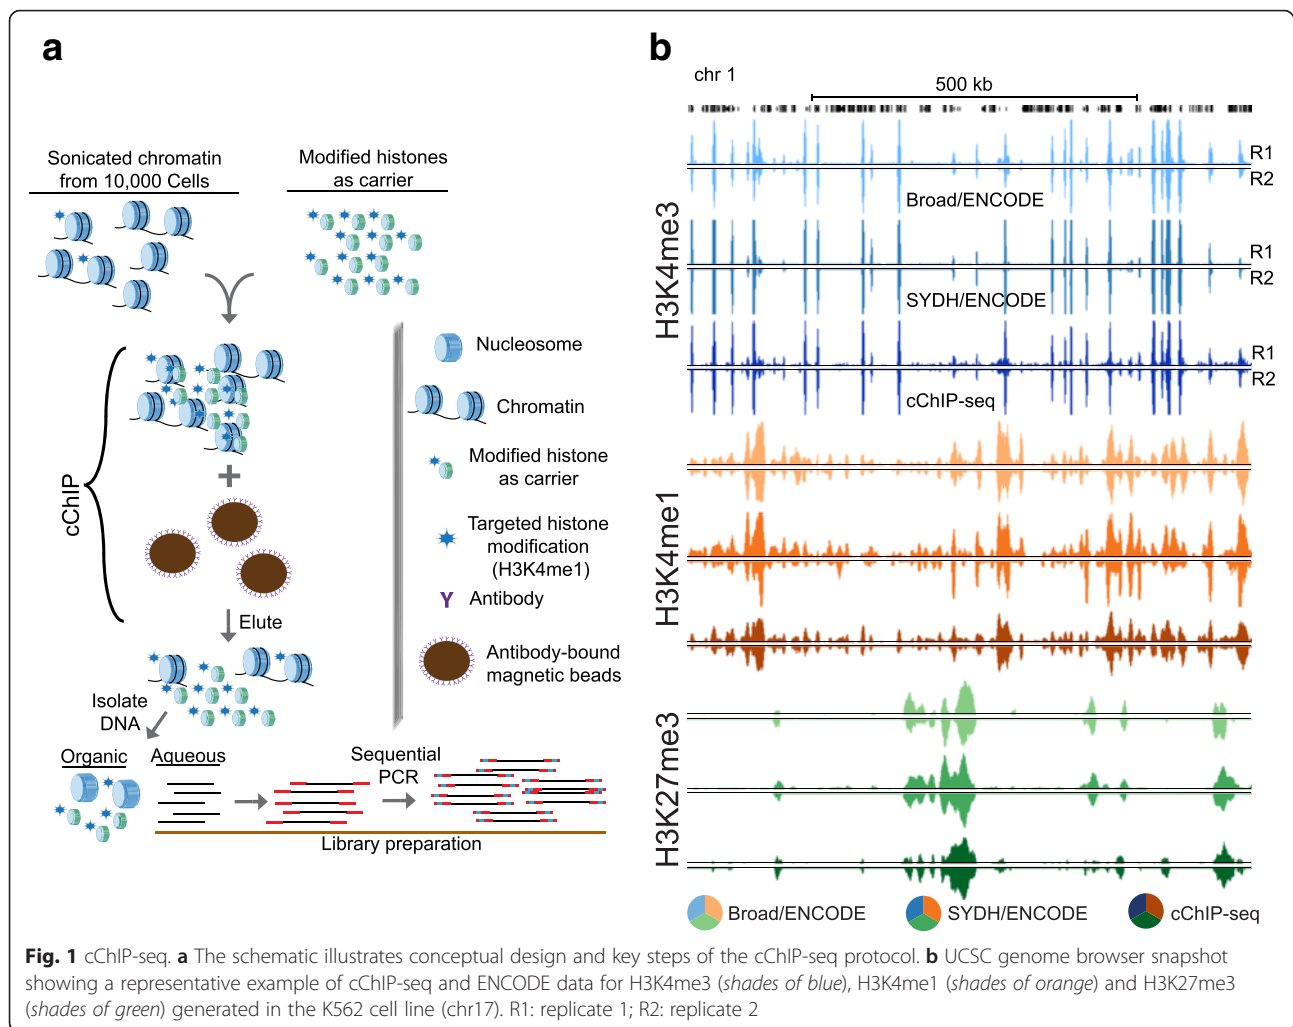 a
Sonicated chromatin
from 10,000 Cells
Modified histones
as carrier
cChIP
Elute
Isolate
DNA
Organic
Aqueous
Sequential
PCR
Library preparation
Nucleosome
Chromatin
Modified histone
as carrier
Targeted histone
modification
(H3K4me1)
Y Antibody
Antibody-bound
magnetic beads
b
chr 1
500 kb
H3K4me3
R1
R2
Broad/ENCODE
R1
R2
SYDH/ENCODE
R1
R2
cChIP-seq
H3K4me1
H3K27me3
Broad/ENCODE
SYDH/ENCODE
cChIP-seq
Fig. 1 cChIP-seq. a The schematic illustrates conceptual design and key steps of the cChIP-seq protocol. b UCSC genome browser snapshot
showing a representative example of cChIP-seq and ENCODE data for H3K4me3 (shades of blue), H3K4me1 (shades of orange) and H3K27me3
(shades of green) generated in the K562 cell line (chr17). R1: replicate 1; R2: replicate 2